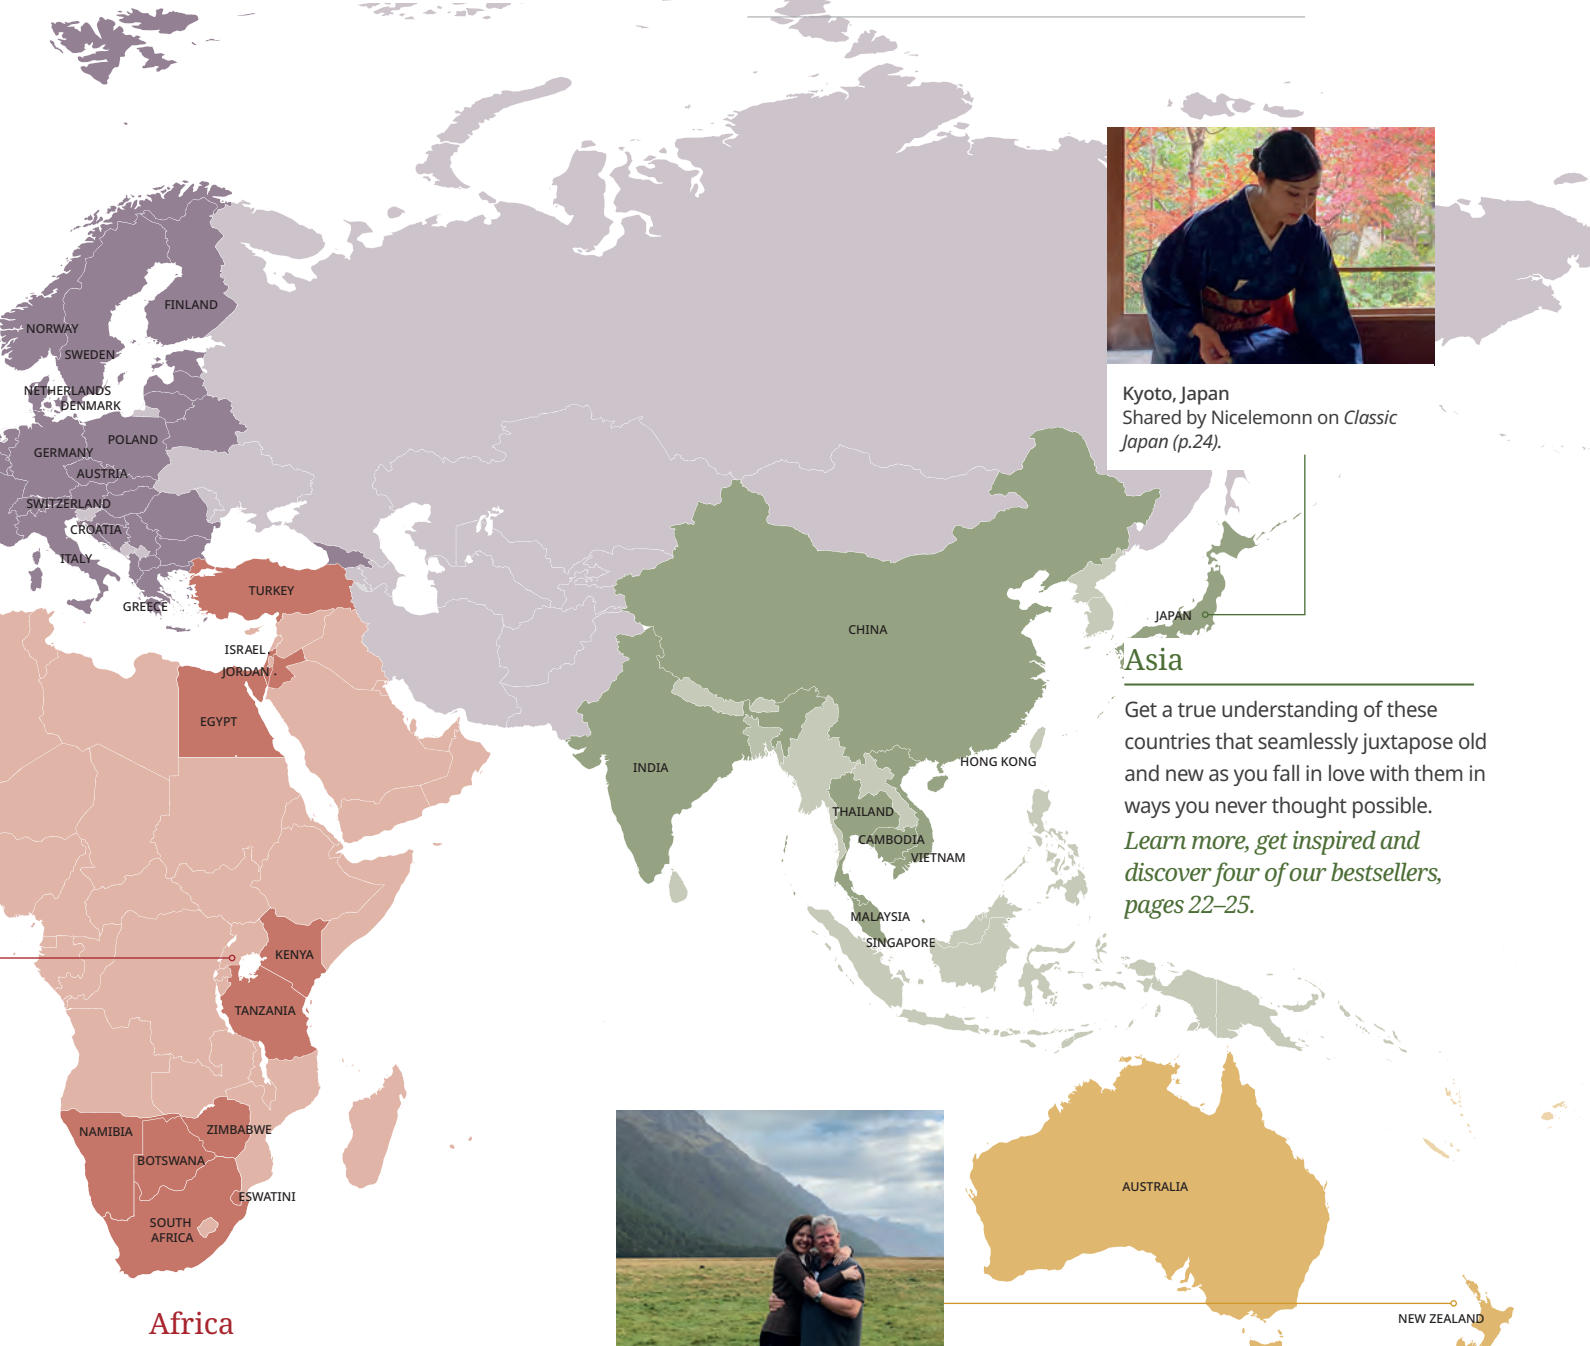 FINLAND
NORWAY
SWEDEN
NETHERLANDS
DENMARK
POLAND
GERMANY
AUSTRIA
SWITZERLAND
CROATIA
ITALY
GREECE
TURKEY
ISRAEL
JORDAN
EGYPT
KENYA
TANZANIA
NAMIBIA
ZIMBABWE
BOTSWANA
ESWATINI
SOUTH
AFRICA
Africa
CHINA
INDIA
HONG KONG
THAILAND
CAMBODIA
VIETNAM
MALAYSIA
SINGAPORE
Kyoto, Japan
Shared by Nicelemonn on Classic
Japan (p.24).
JAPAN
Asia
Get a true understanding of these
countries that seamlessly juxtapose old
and new as you fall in love with them in
ways you never thought possible.
Learn more, get inspired and
discover four of our bestsellers,
pages 22–25.
AUSTRALIA
NEW ZEALAND